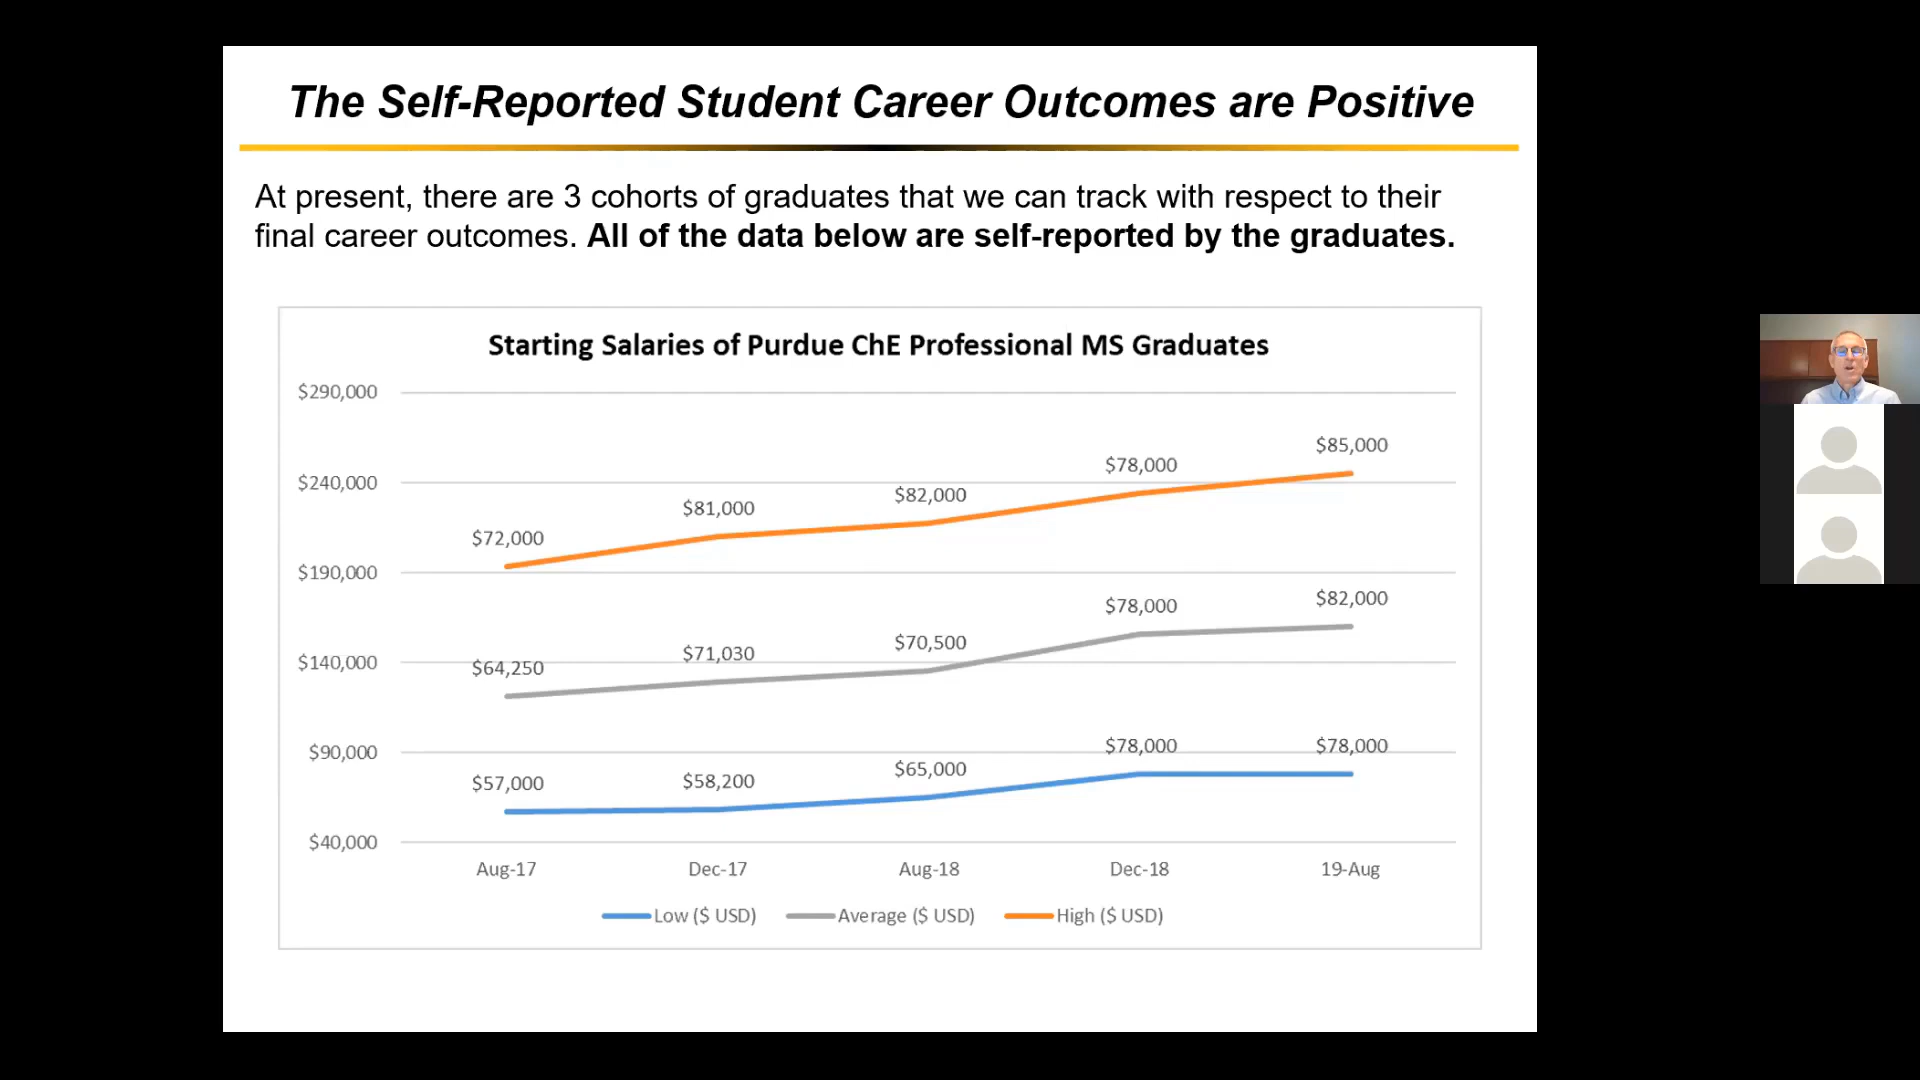 The Self-Reported Student Career Outcomes are Positive
At present, there are 3 cohorts of graduates that we can track with respect to their
final career outcomes. All of the data below are self-reported by the graduates.
Starting Salaries of Purdue ChE Professional MS Graduates
$290,000
$240,000
$190,000
$140,000
$90,000
$40,000
$72,000
$81,000
$82,000
$78,000
$85,000
$64,250
$71,030
$70,500
$78,000
$82,000
$57,000
$58,200
$65,000
$78,000
$78,000
Aug-17
Dec-17
Aug-18
Dec-18
19-Aug
Low ($ USD)
Average ($ USD)
High ($ USD)